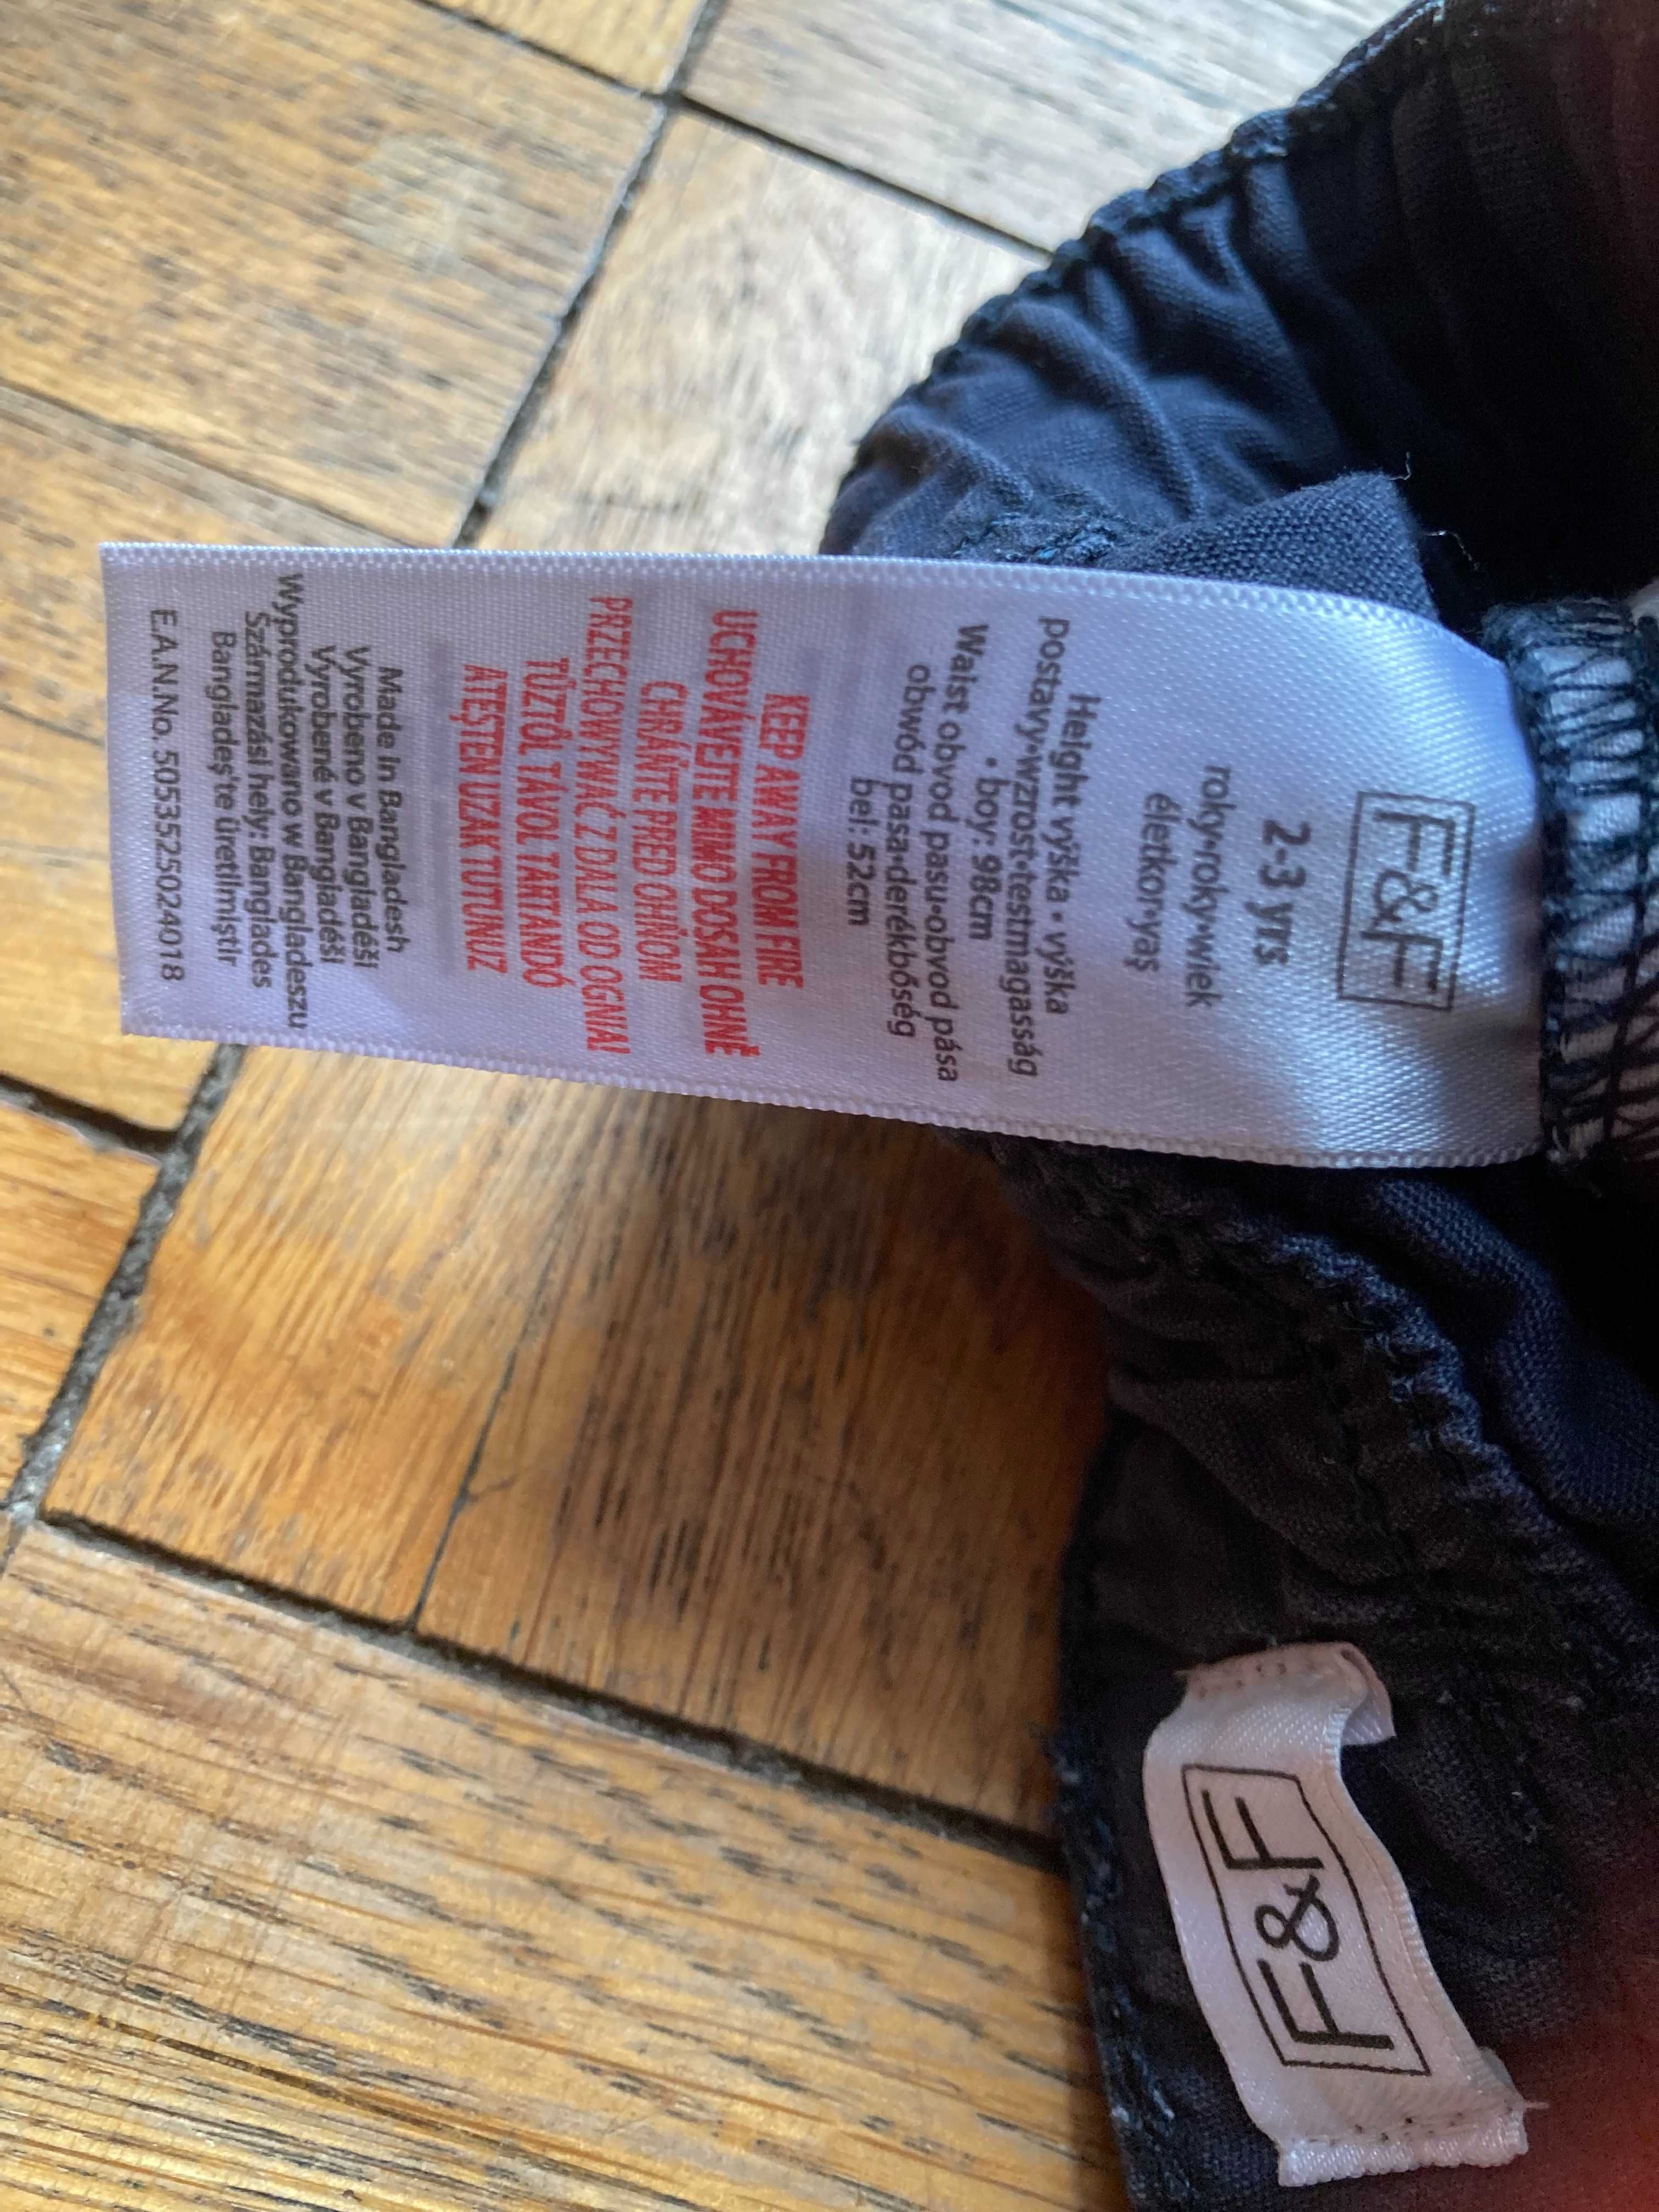 F&F
2-3 yrs
roky•roky•wiek
életkor•yaş
Height výška • výška
postavy•wzrost•testmagasság
• boy: 98cm
Waist obvod pasu•obvod pása
obwód pasa•derékbőség
bel: 52cm
KEEP AWAY FROM FIRE
UCHOVÁVEJTE MIMO DOSAH OHNĚ
CHRÁŇTE PRED OHŇOM
PRZECHOWYWAĆ Z DALA OD OGNIA!
TŰZTŐL TÁVOL TARTANDÓ
ATEŞTEN UZAK TUTUNUZ
Made in Bangladesh
Vyrobeno v Bangladéši
Vyrobené v Bangladéši
Wyprodukowano w Bangladeszu
Származási hely: Banglades
Bangladeş'te üretilmiştir
E.A.N.No. 5053525024018
F&F